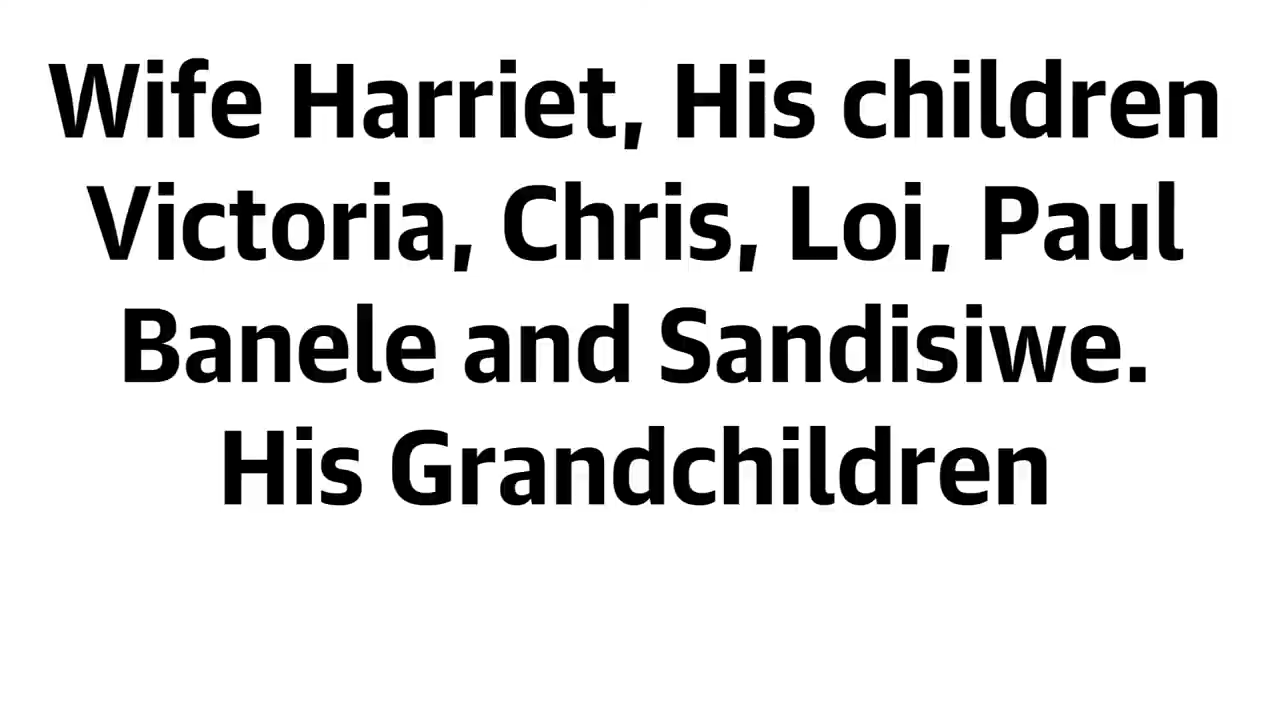 Wife Harriet, His children
Victoria, Chris, Loi, Paul
Banele and Sandisiwe.
His Grandchildren